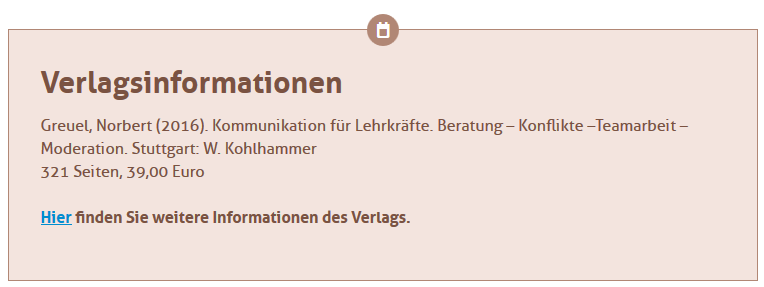 Verlagsinformationen
Greuel, Norbert (2016). Kommunikation für Lehrkräfte. Beratung – Konflikte –Teamarbeit –
Moderation. Stuttgart: W. Kohlhammer
321 Seiten, 39,00 Euro
Hier finden Sie weitere Informationen des Verlags.